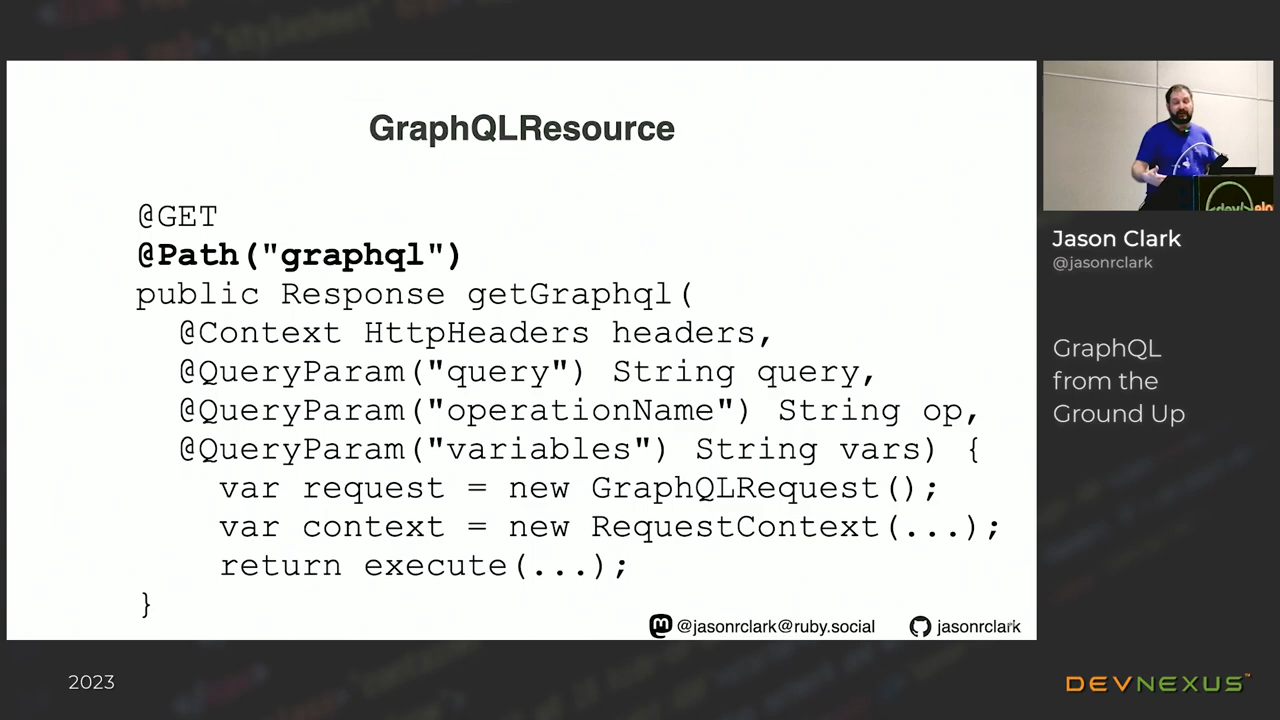 GraphQLResource
@GET
@Path("graphql")
public Response getGraphql(
@Context HttpHeaders headers,
@QueryParam("query") String query,
@QueryParam("operationName") String op,
@QueryParam("variables") String vars) {
var request = new GraphQLRequest();
var context = new RequestContext(...);
return execute(...);
}
@jasonrclark@ruby.social
jasonrclark
Jason Clark
@jasonrclark
GraphQL
from the
Ground Up
2023
DEVNEXUS™